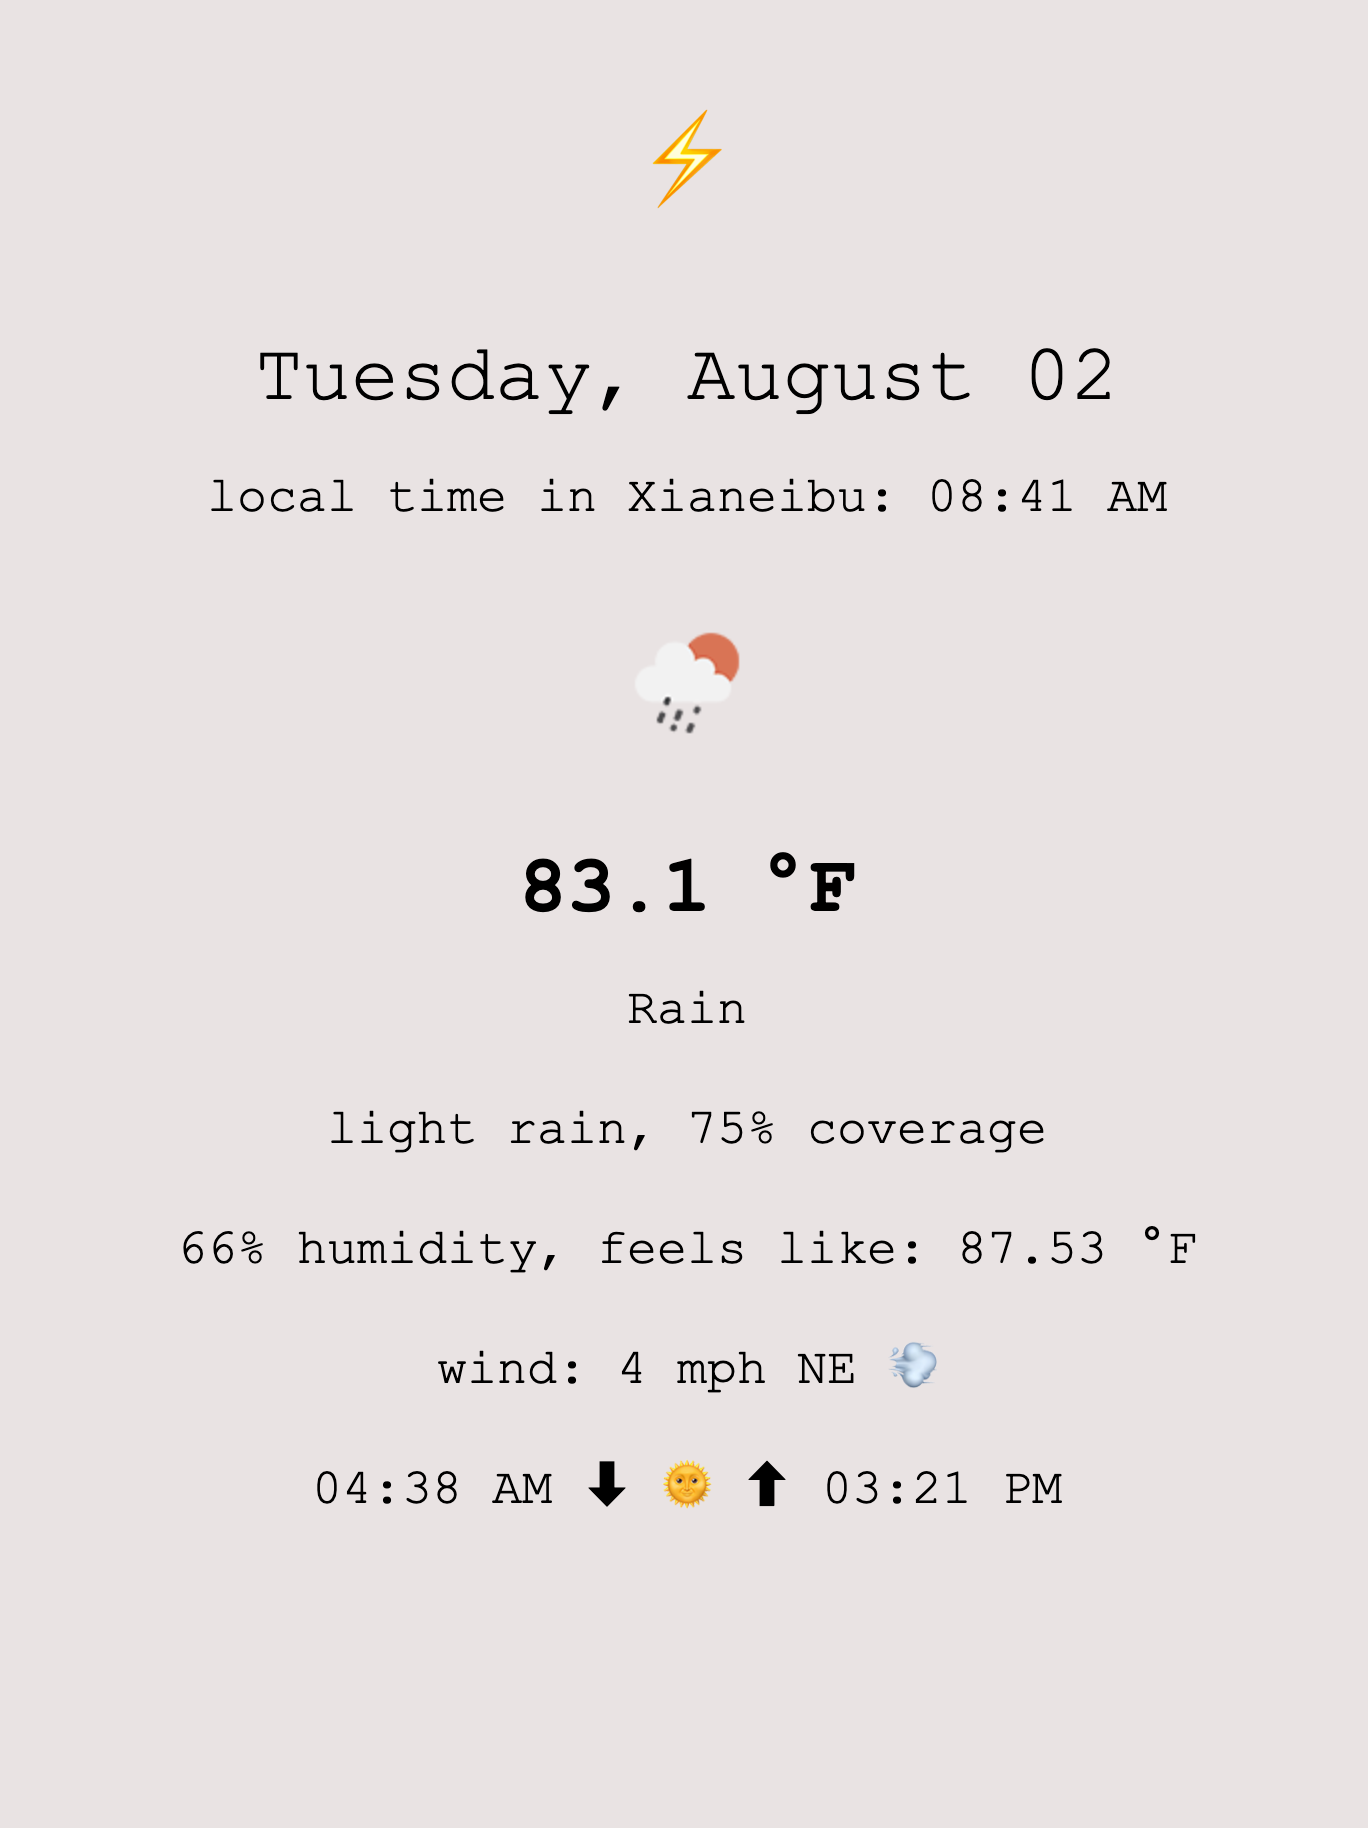 ⚡
Tuesday, August 02
local time in Xianeibu: 08:41 AM
83.1 °F
Rain
light rain, 75% coverage
66% humidity, feels like: 87.53 °F
wind: 4 mph NE 💨
04:38 AM ⬇ 🌞 ⬆ 03:21 PM